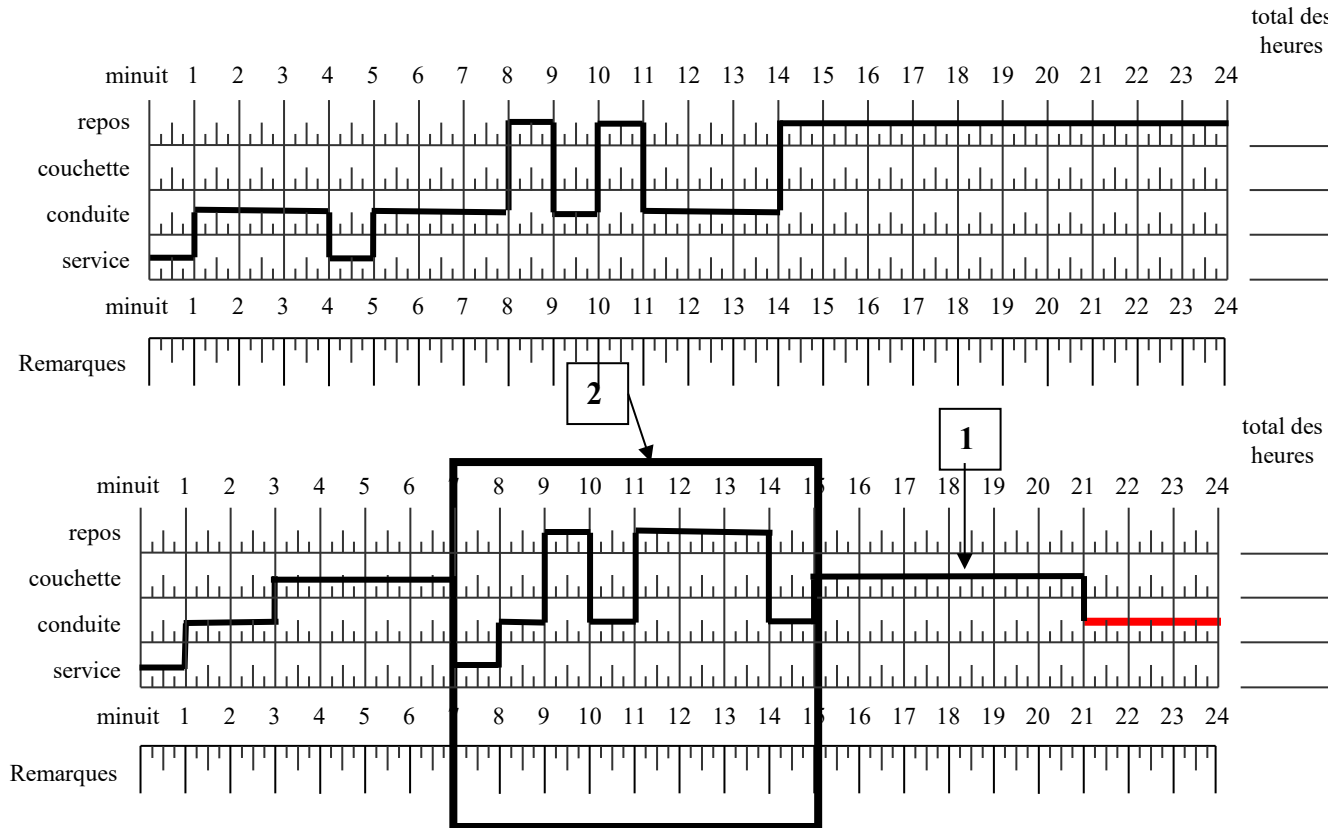 total des
heures
minuit 1 2 3 4 5 6 7 8 9 10 11 12 13 14 15 16 17 18 19 20 21 22 23 24
repos
couchette
conduite
service
minuit 1 2 3 4 5 6 7 8 9 10 11 12 13 14 15 16 17 18 19 20 21 22 23 24
Remarques
2
1
total des
heures
minuit 1 2 3 4 5 6 7 8 9 10 11 12 13 14 15 16 17 18 19 20 21 22 23 24
repos
couchette
conduite
service
minuit 1 2 3 4 5 6 7 8 9 10 11 12 13 14 15 16 17 18 19 20 21 22 23 24
Remarques